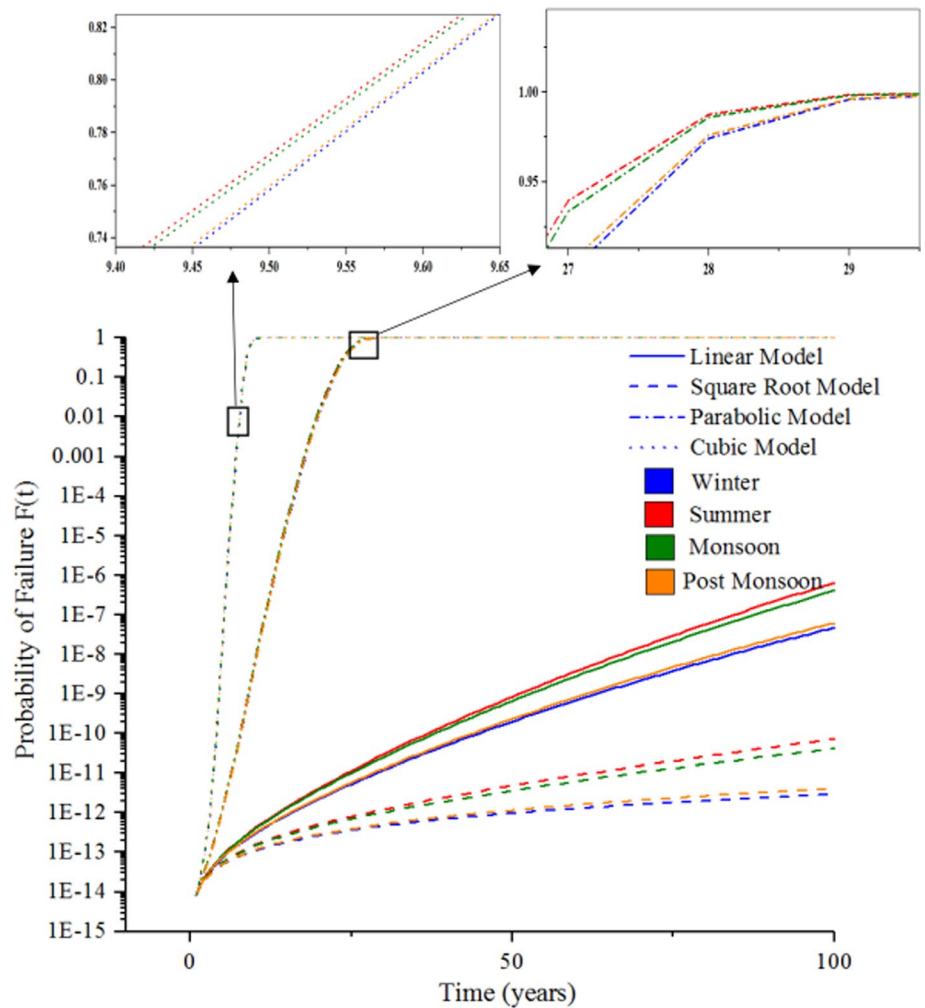 0.82
0.80
0.78
0.76
0.74
9.40 9.45 9.50 9.55 9.60 9.65
1.00
0.95
27 28 29
1
0.1
0.01
0.001
1E-4
1E-5
1E-6
1E-7
1E-8
1E-9
1E-10
1E-11
1E-12
1E-13
1E-14
1E-15
Probability of Failure F(t)
Linear Model
Square Root Model
Parabolic Model
Cubic Model
Winter
Summer
Monsoon
Post Monsoon
0 50 100
Time (years)